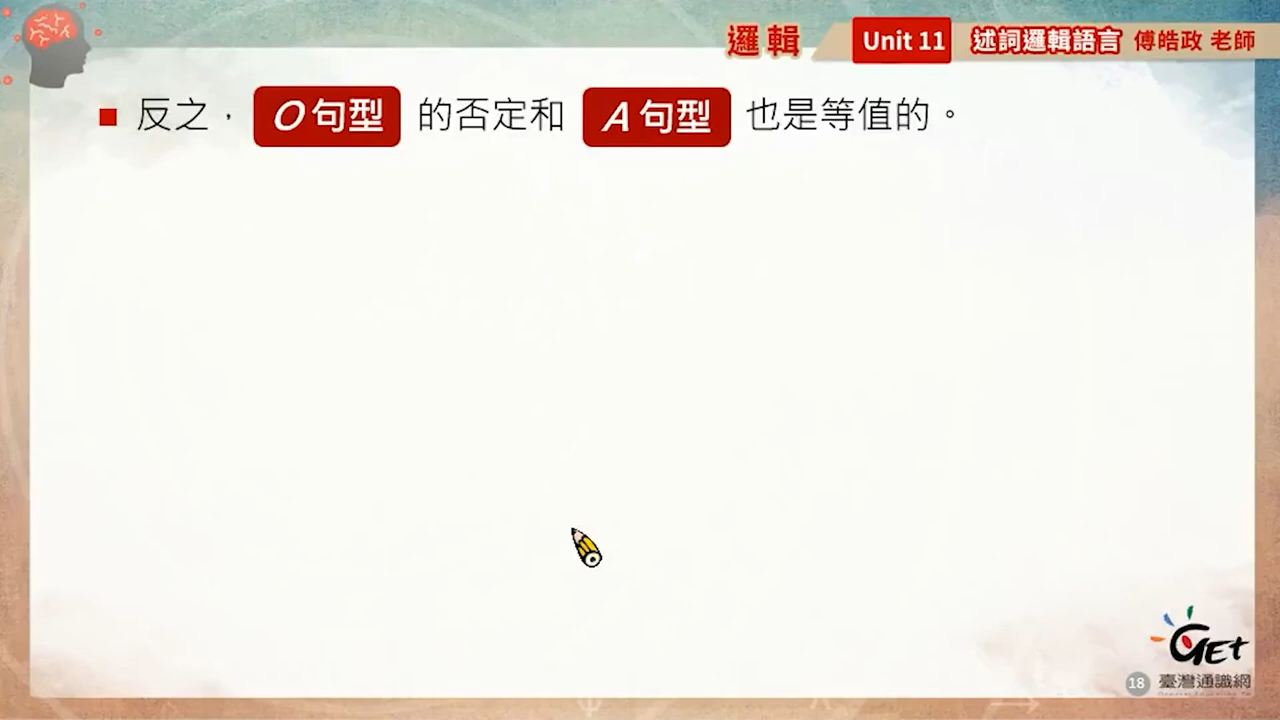 邏輯 Unit 11 述詞邏輯語言 傅皓政 老師
反之，O句型 的否定和 A句型 也是等值的。
GET
18 臺灣通識網